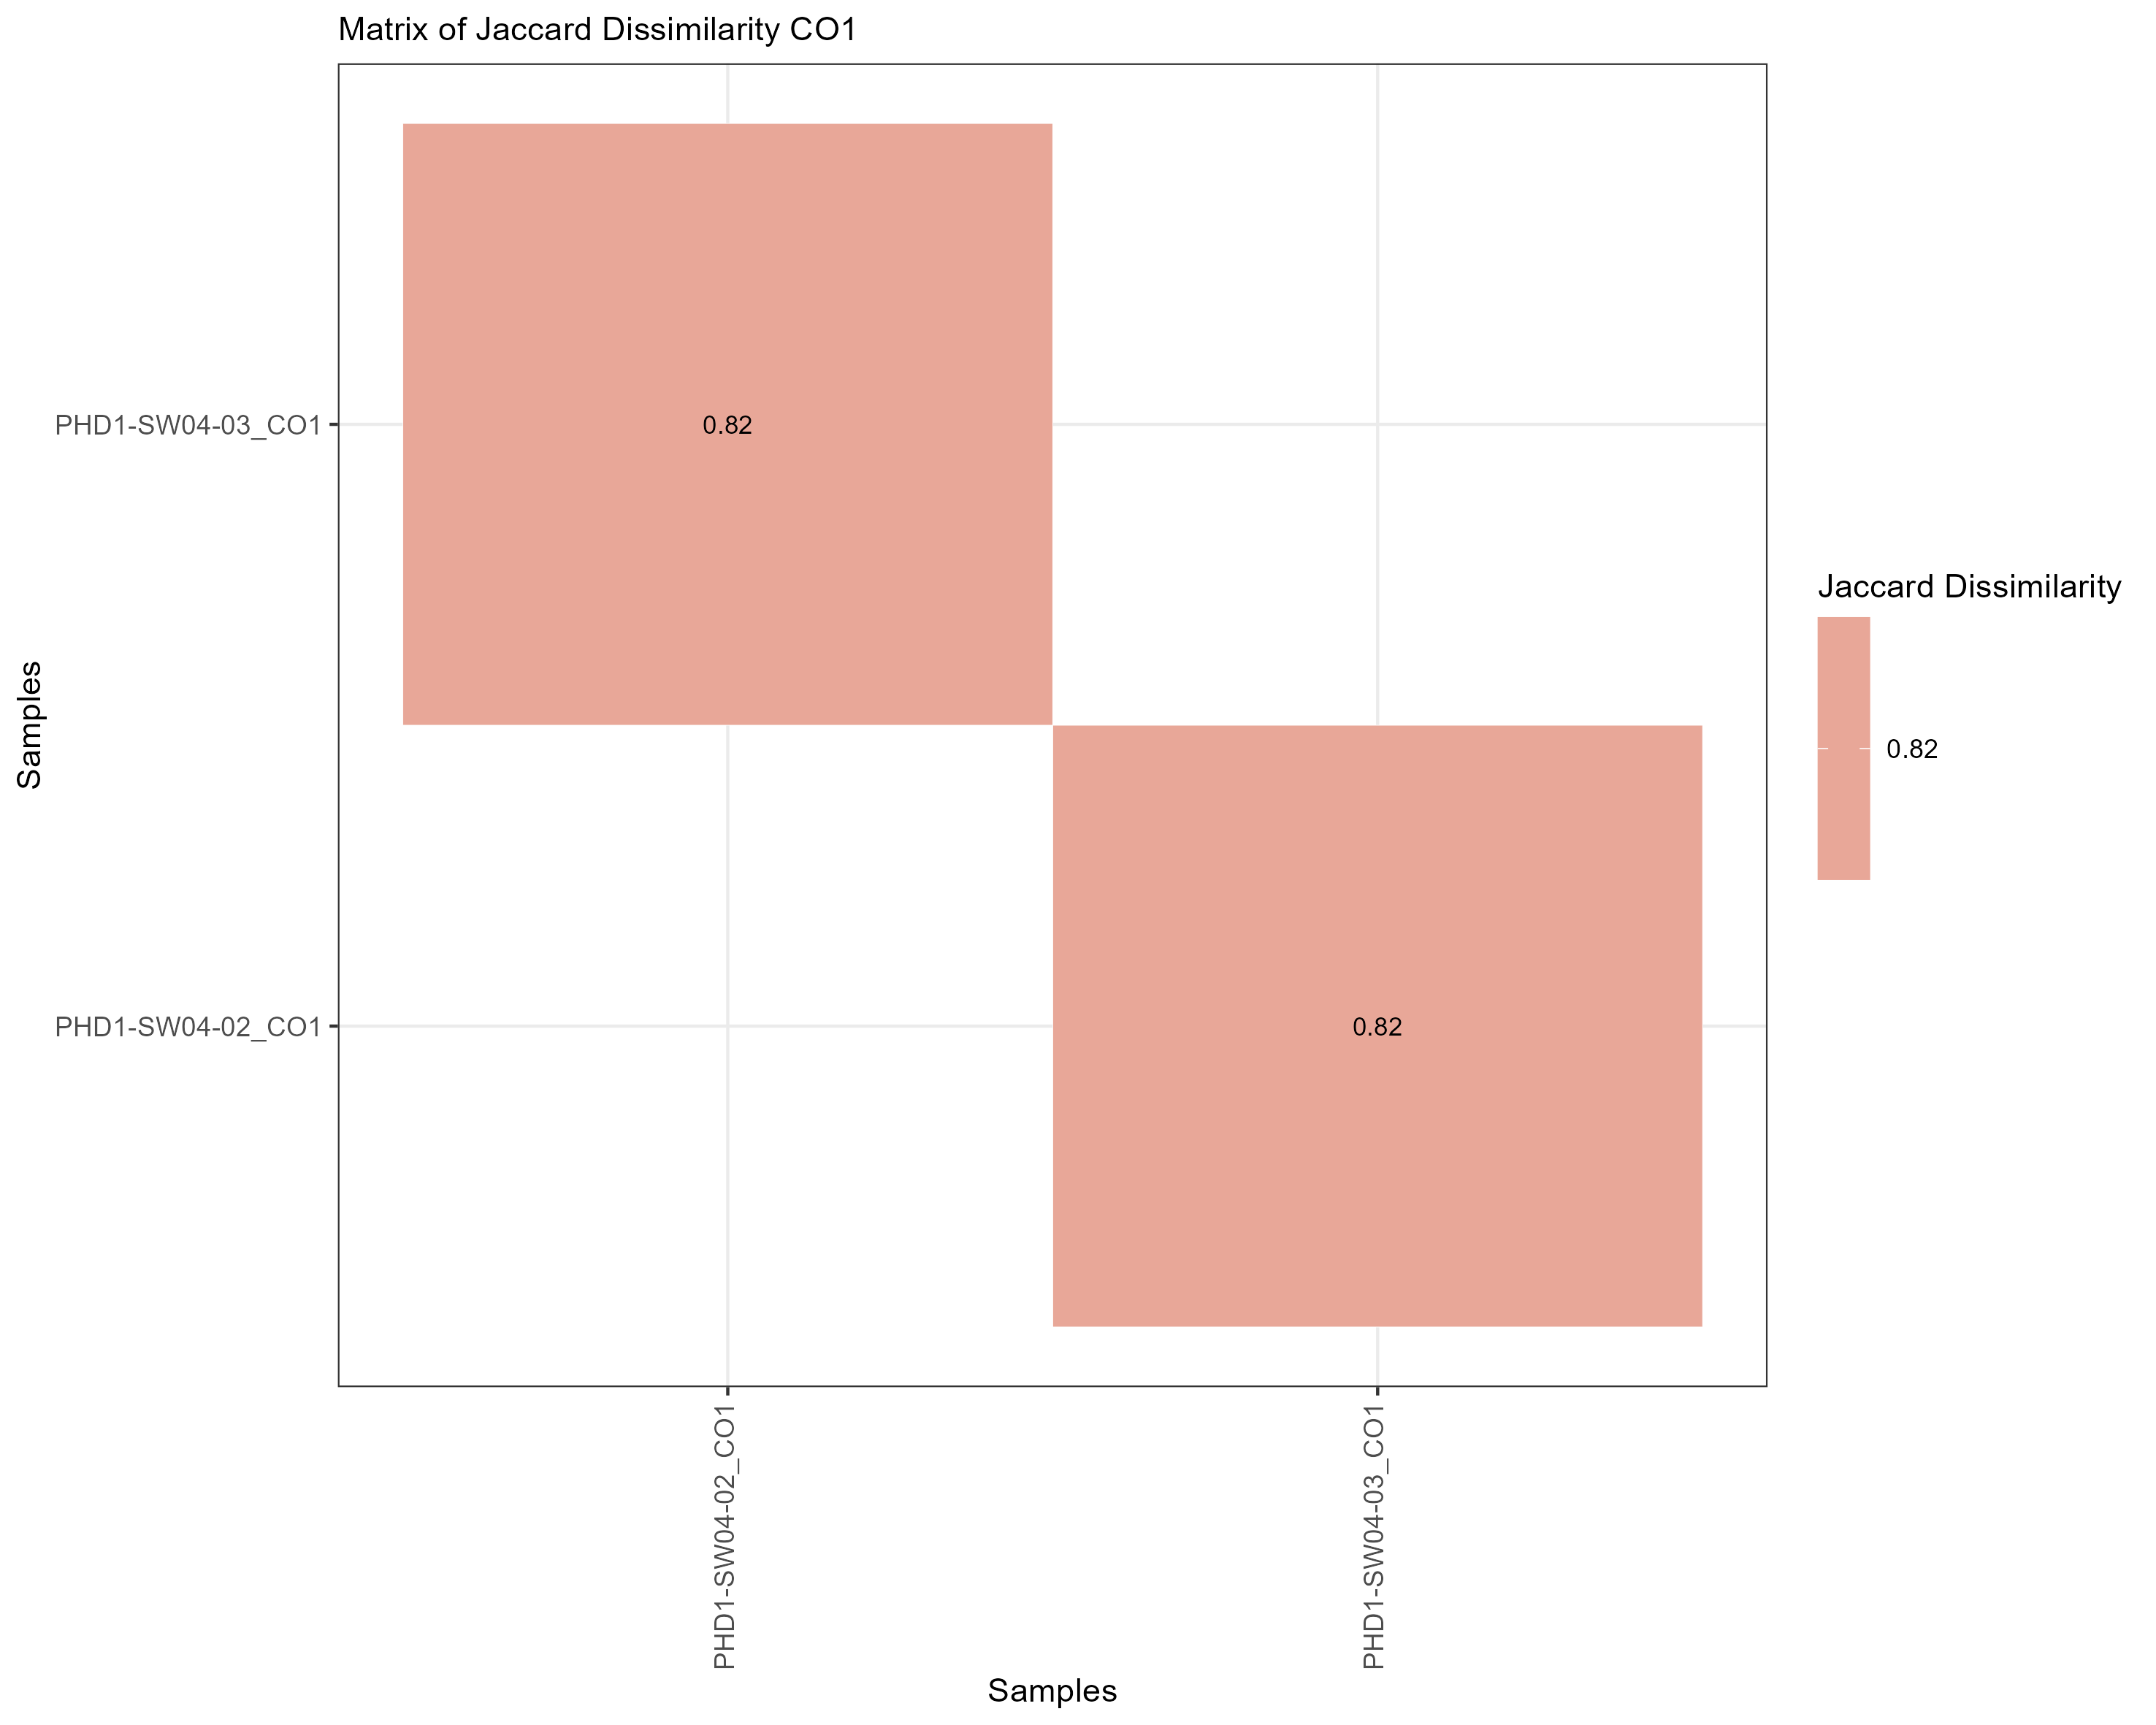 Matrix of Jaccard Dissimilarity CO1
Samples
PHD1-SW04-03_CO1
0.82
PHD1-SW04-02_CO1
0.82
PHD1-SW04-02_CO1
PHD1-SW04-03_CO1
Samples
Jaccard Dissimilarity
0.82